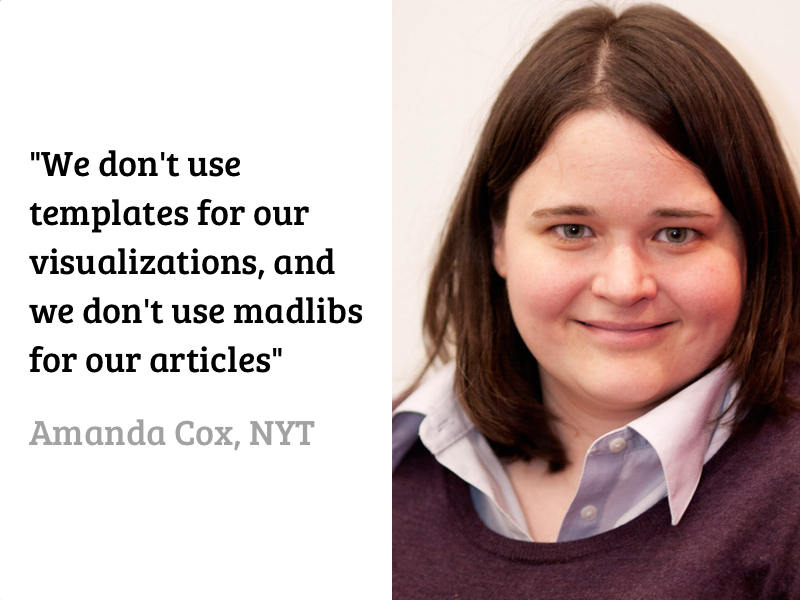 "We don't use
templates for our
visualizations, and
we don't use madlibs
for our articles"
Amanda Cox, NYT